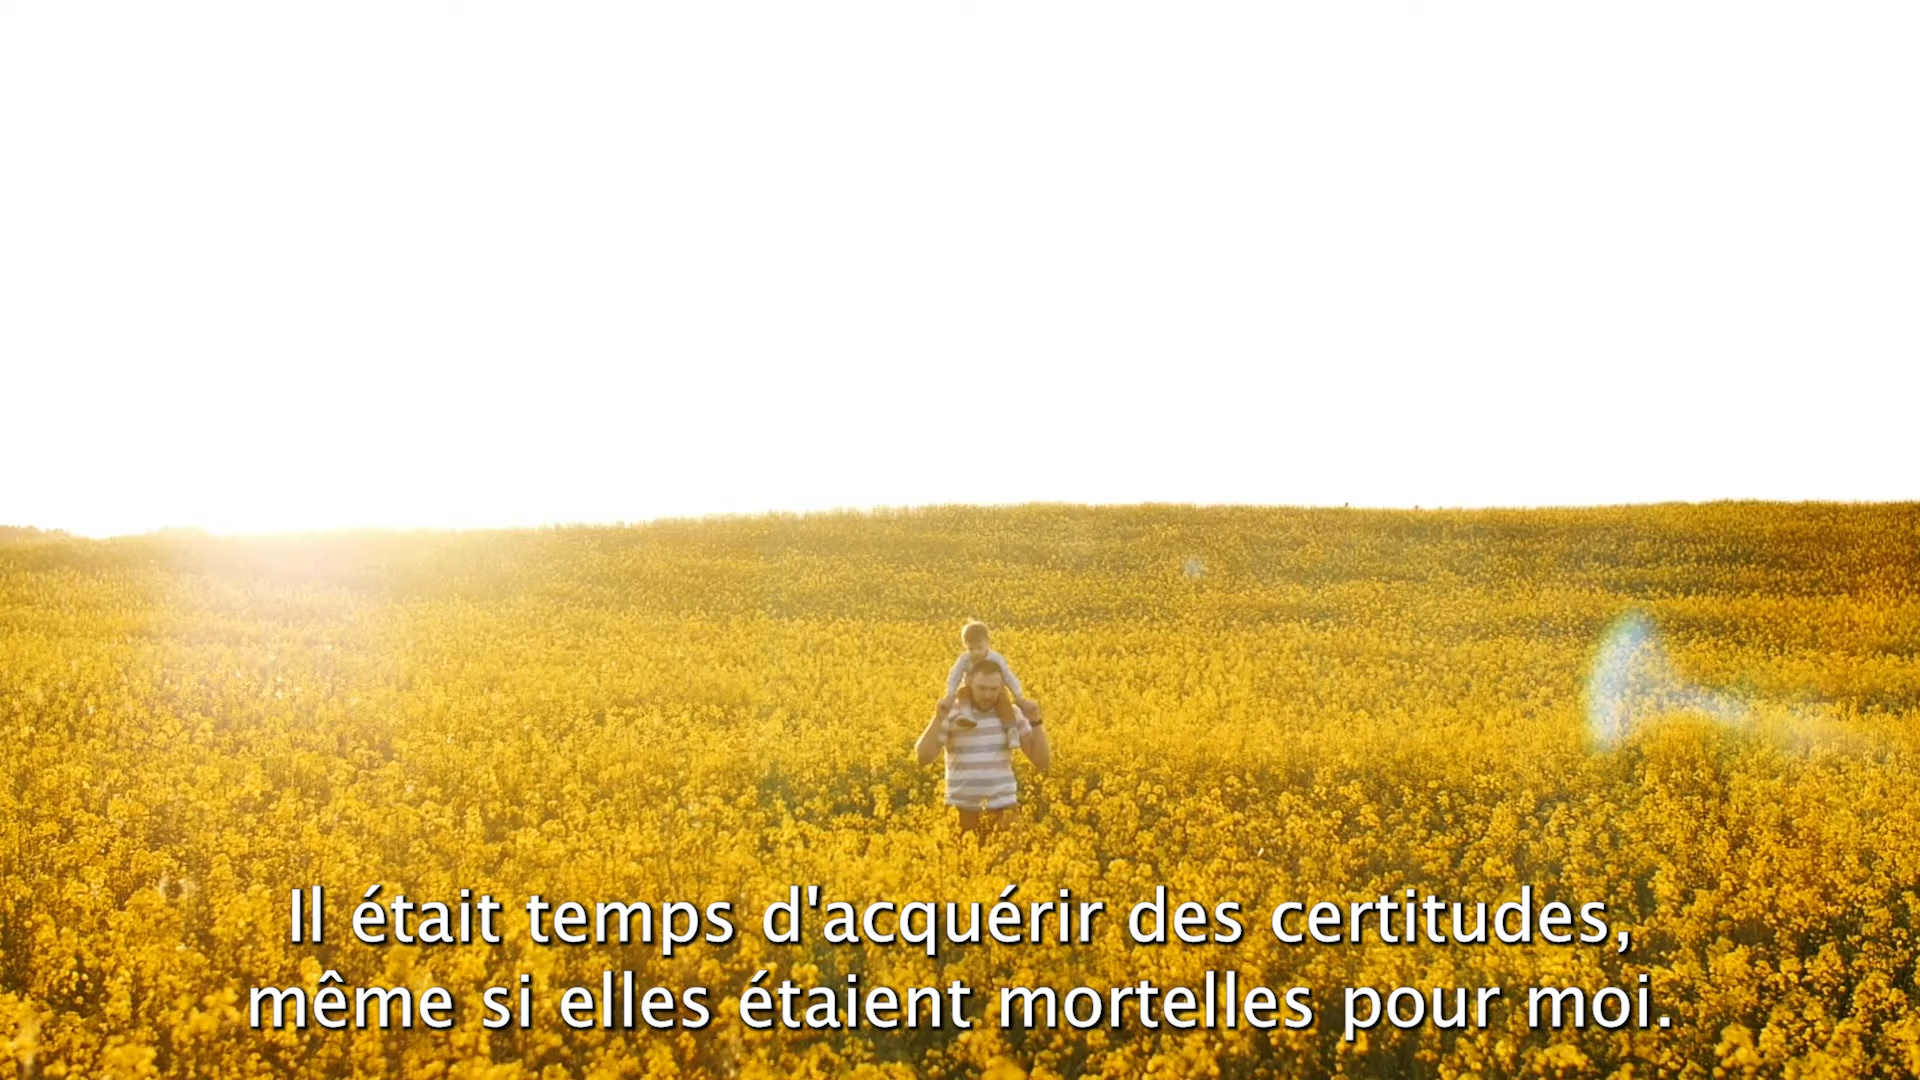 Il était temps d'acquérir des certitudes,
même si elles étaient mortelles pour moi.